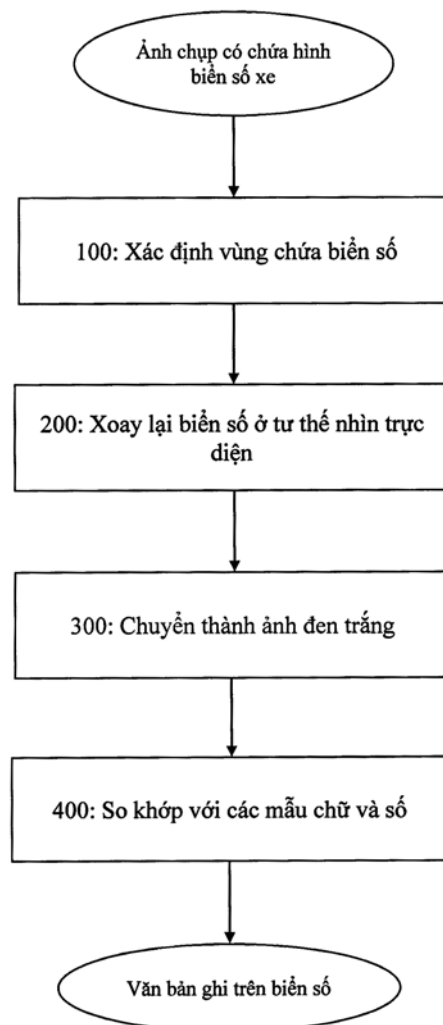 Ảnh chụp có chứa hình
biển số xe
100: Xác định vùng chứa biển số
200: Xoay lại biển số ở tư thế nhìn trực
diện
300: Chuyển thành ảnh đen trắng
400: So khớp với các mẫu chữ và số
Văn bản ghi trên biển số